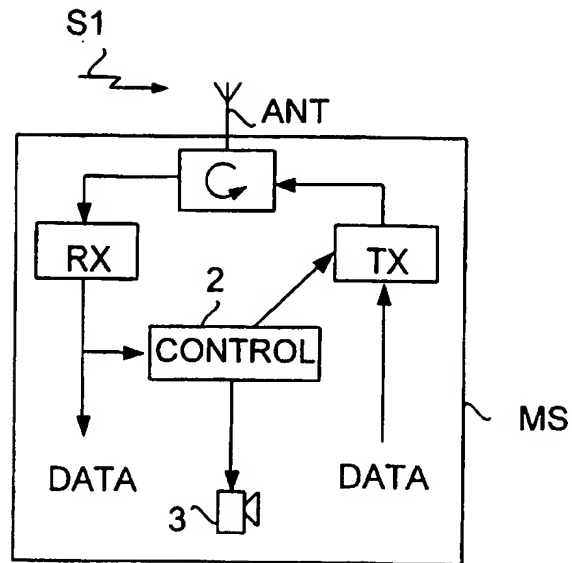 S1
ANT
RX
TX
2
CONTROL
MS
DATA
DATA
3